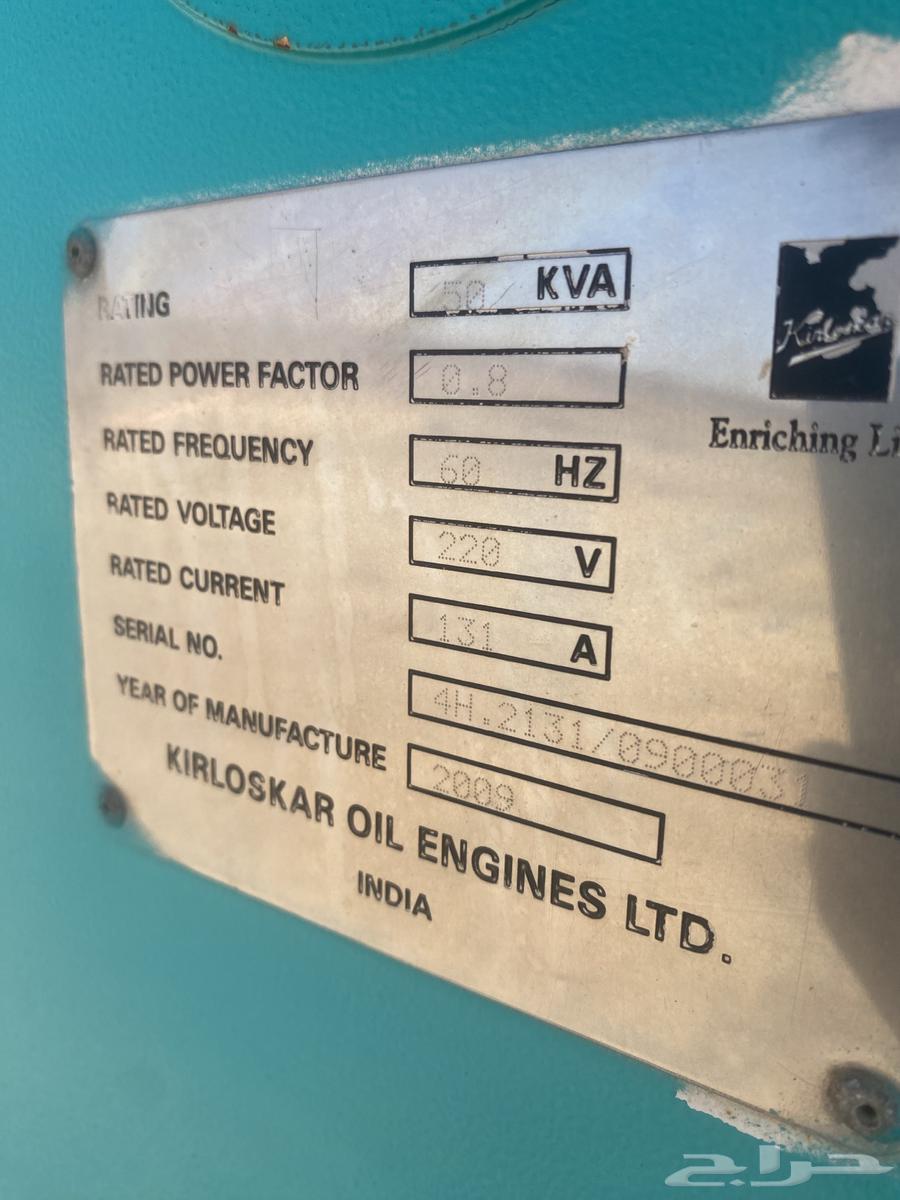 RATING 50 KVA
RATED POWER FACTOR 0.8
RATED FREQUENCY 60 HZ
RATED VOLTAGE 220 V
RATED CURRENT 131 A
SERIAL NO. 4H.2131/0900031
YEAR OF MANUFACTURE 2009
KIRLOSKAR OIL ENGINES LTD.
INDIA
Kirloskar
Enriching Li
حراج